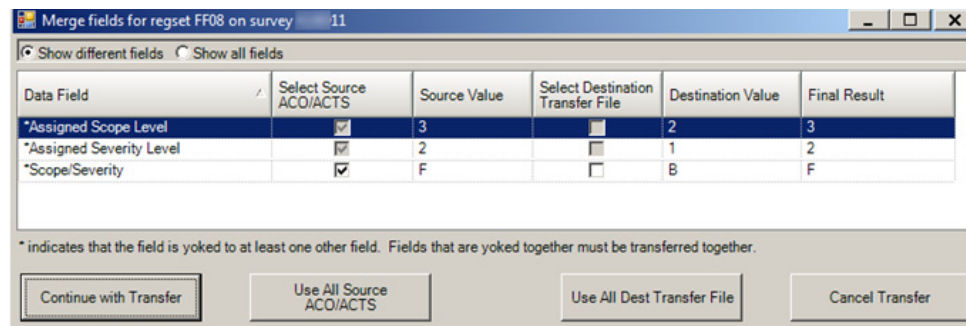 Merge fields for regset FF08 on survey 11
Show different fields Show all fields
Data Field Select Source ACO/ACTS Source Value Select Destination Transfer File Destination Value Final Result
*Assigned Scope Level 3 2 3
*Assigned Severity Level 2 1 2
*Scope/Severity F B F
* indicates that the field is yoked to at least one other field. Fields that are yoked together must be transferred together.
Continue with Transfer Use All Source ACO/ACTS Use All Dest Transfer File Cancel Transfer